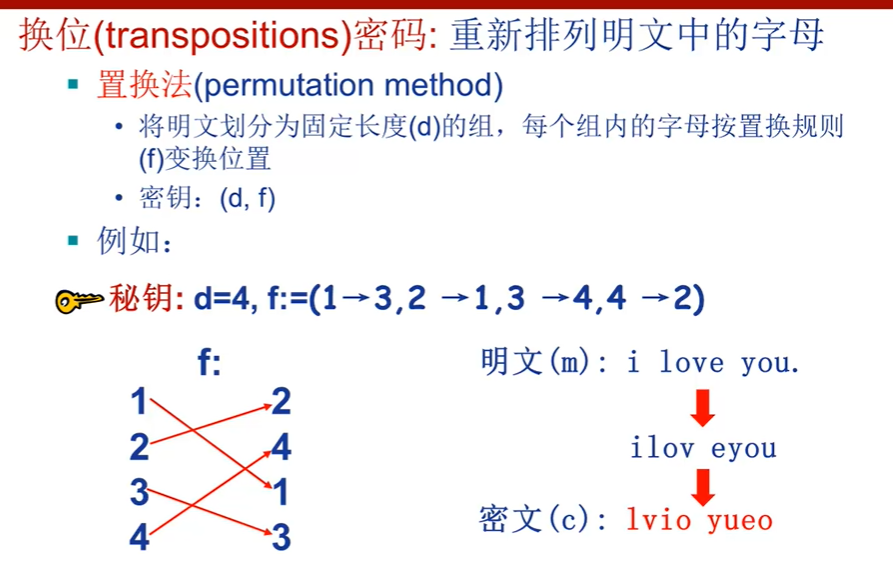 换位(transpositions)密码: 重新排列明文中的字母
置换法(permutation method)
将明文划分为固定长度(d)的组，每个组内的字母按置换规则
(f)变换位置
密钥：(d, f)
例如：
秘钥: d=4, f:=(1→3,2 →1,3 →4,4 →2)
f:
1 2
2 4
3 1
4 3
明文(m): i love you.
ilov eyou
密文(c): lvio yueo